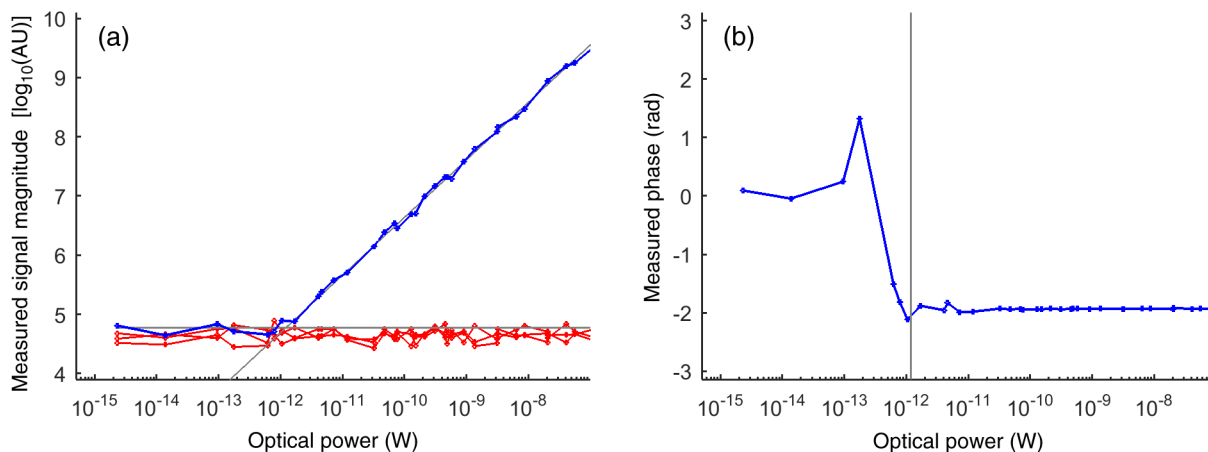 (a)
Measured signal magnitude [log₁₀(AU)]
10
9
8
7
6
5
4
10⁻¹⁵ 10⁻¹⁴ 10⁻¹³ 10⁻¹² 10⁻¹¹ 10⁻¹⁰ 10⁻⁹ 10⁻⁸
Optical power (W)
(b)
Measured phase (rad)
3
2
1
0
-1
-2
-3
10⁻¹⁵ 10⁻¹⁴ 10⁻¹³ 10⁻¹² 10⁻¹¹ 10⁻¹⁰ 10⁻⁹ 10⁻⁸
Optical power (W)